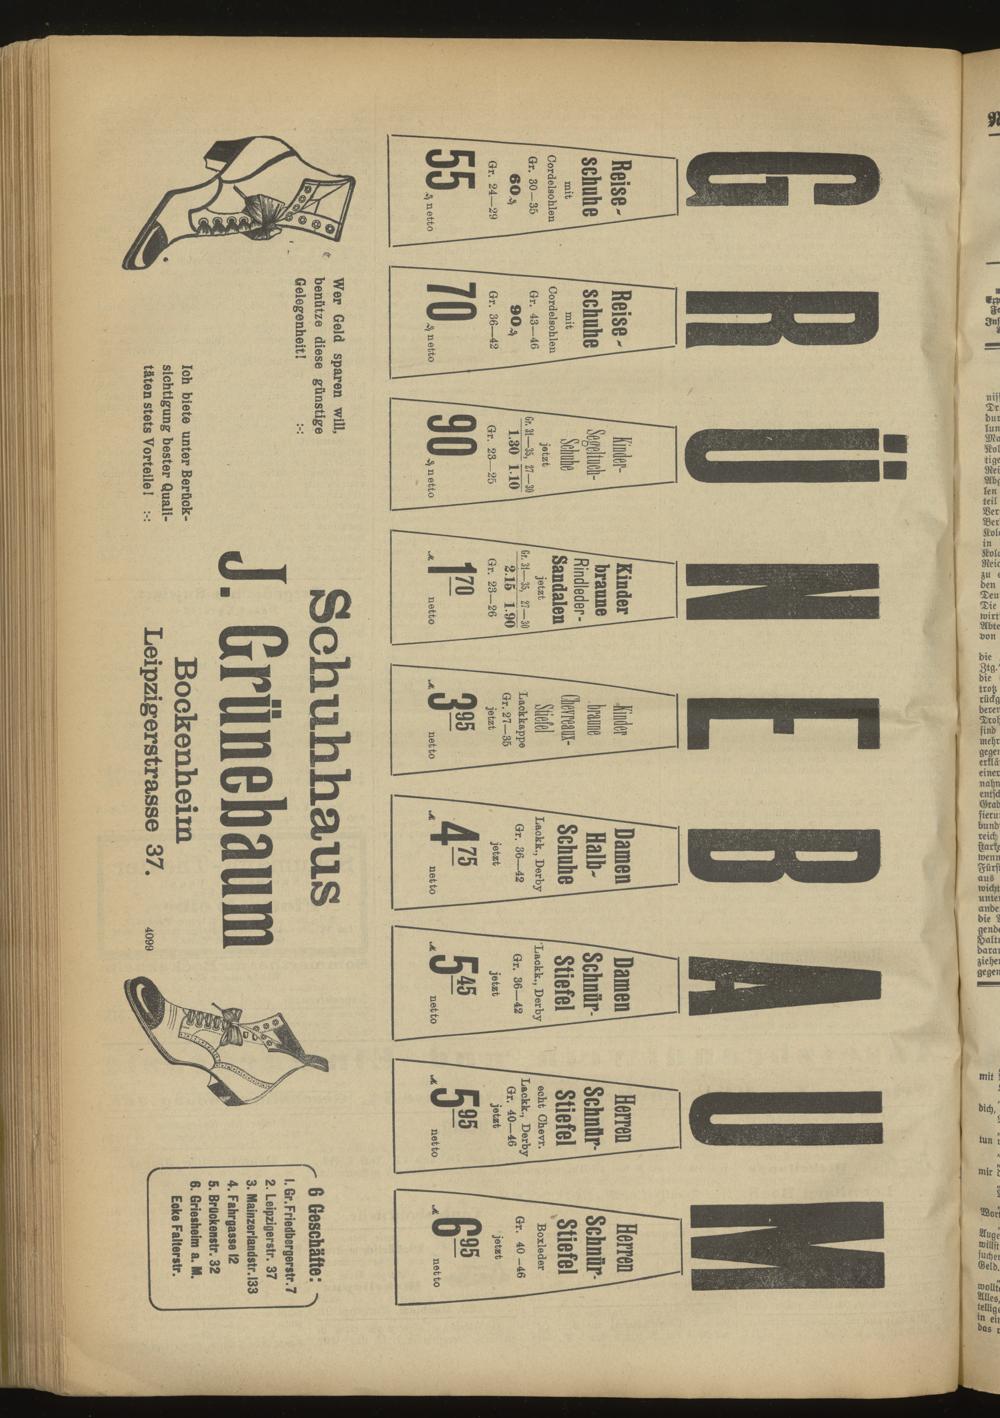 GRÜNEBAUM
Reise-
schuhe
mit
Cordelsohlen
Gr. 30—35
60 ₰
Gr. 24—29
55 ₰ netto
Reise-
schuhe
mit
Cordelsohlen
Gr. 43—46
90 ₰
Gr. 36—42
70 ₰ netto
Kinder-
Segeltuch-
Schuhe
jetzt
Gr. 31—35, 27—30
1.30 1.10
Gr. 23—25
90 ₰ netto
Kinder
braune
Rindleder-
Sandalen
jetzt
Gr. 31—35, 27—30
2.15 1.90
Gr. 23—26
ℳ 1 70 netto
Kinder
braune
Chevreaux-
Stiefel
Lackkappe
Gr. 27—35
jetzt
ℳ 3 95 netto
Damen
Halb-
Schuhe
Lackk., Derby
Gr. 36—42
jetzt
ℳ 4 75 netto
Damen
Schnür-
Stiefel
Lackk., Derby
Gr. 36—42
jetzt
ℳ 5 45 netto
Herren
Schnür-
Stiefel
echt Chevr.
Lackk., Derby
Gr. 40—46
jetzt
ℳ 5 95 netto
Herren
Schnür-
Stiefel
Boxleder
Gr. 40—46
jetzt
ℳ 6 95 netto
Wer Geld sparen will,
benütze diese günstige
Gelegenheit! :-:
Ich biete unter Berück-
sichtigung bester Quali-
täten stets Vorteile! :-:
Schuhhaus
J. Grünebaum
Bockenheim
Leipzigerstrasse 37.
4099
6 Geschäfte:
1. Gr. Friedbergerstr. 7
2. Leipzigerstr. 37
3. Mainzerlandstr. 133
4. Fahrgasse 12
5. Brückenstr. 32
6. Griesheim a. M.
Ecke Falterstr.